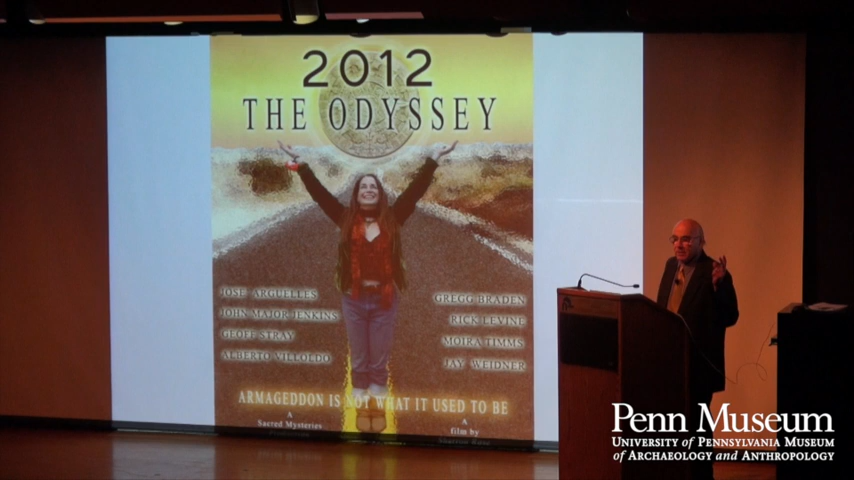 2012
THE ODYSSEY
JOSE ARGUELLES
JOHN MAJOR JENKINS
GEOFF STRAY
ALBERTO VILLOLDO
GREGG BRADEN
RICK LEVINE
MOIRA TIMMS
JAY WEIDNER
ARMAGEDDON IS NOT WHAT IT USED TO BE
A
Sacred Mysteries
A
film by
Penn Museum
UNIVERSITY of PENNSYLVANIA MUSEUM
of ARCHAEOLOGY and ANTHROPOLOGY